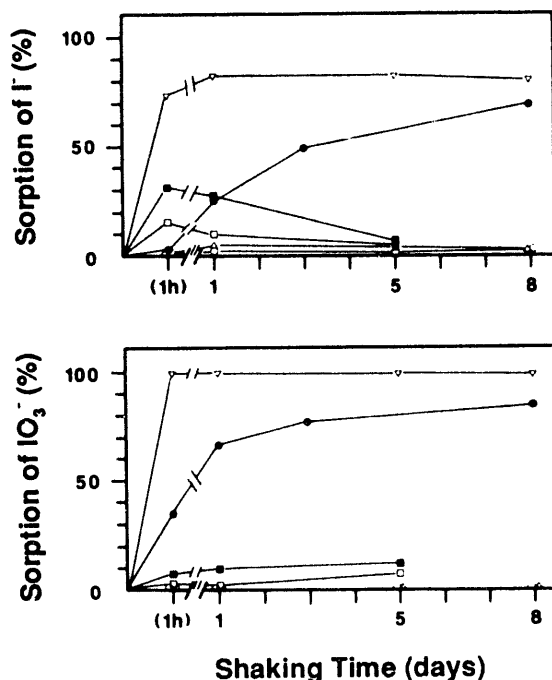 Sorption of I⁻ (%)
100
50
0
(1h) 1 5 8
Sorption of IO₃⁻ (%)
100
50
0
(1h) 1 5 8
Shaking Time (days)